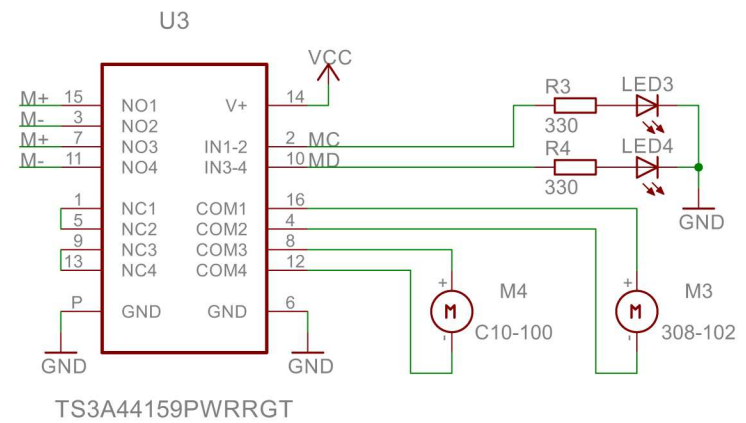 U3
VCC
M+ 15 NO1 V+ 14
M- 3 NO2
M+ 7 NO3 IN1-2 2 MC
M- 11 NO4 IN3-4 10 MD
R3 LED3
330
R4 LED4
330
GND
1 NC1 COM1 16
5 NC2 COM2 4
9 NC3 COM3 8
13 NC4 COM4 12
P GND GND 6
GND GND
+ M4
M
- C10-100
+ M3
M
- 308-102
TS3A44159PWRRGT